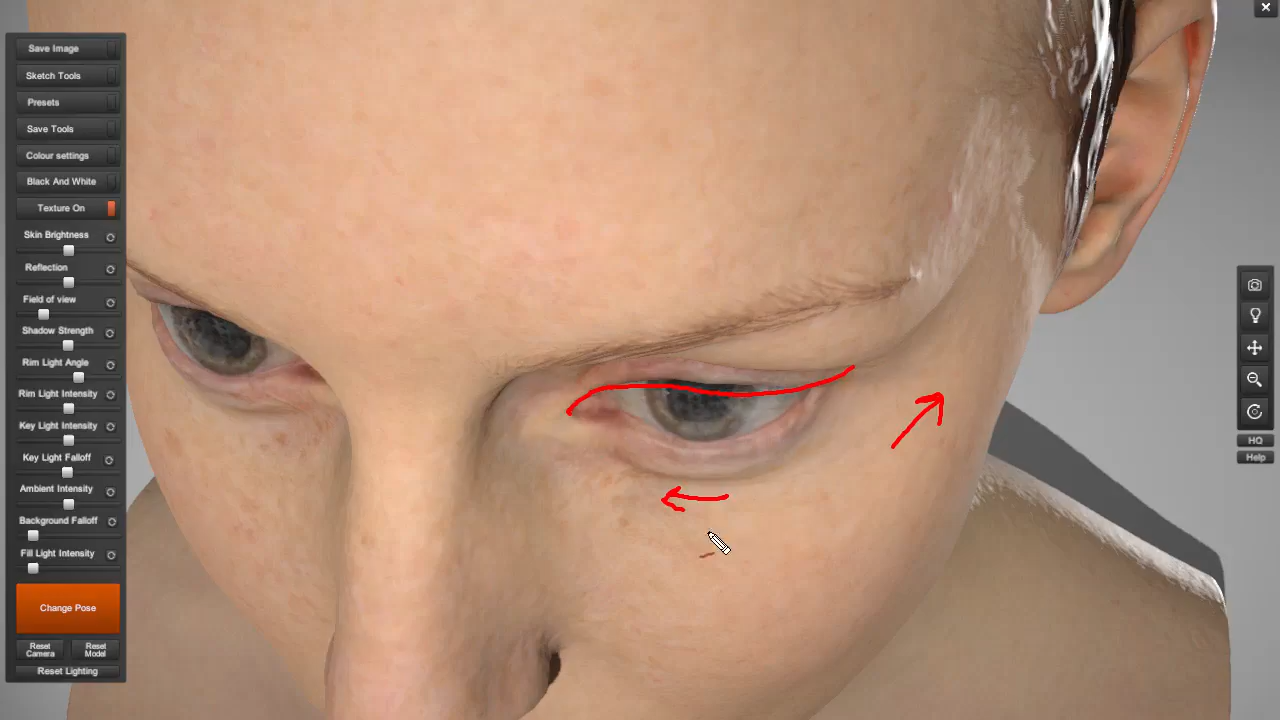 Save Image
Sketch Tools
Presets
Save Tools
Colour settings
Black And White
Texture On
Skin Brightness
Reflection
Field of view
Shadow Strength
Rim Light Angle
Rim Light Intensity
Key Light Intensity
Key Light Falloff
Ambient Intensity
Background Falloff
Fill Light Intensity
Change Pose
Reset Camera
Reset Model
Reset Lighting
HQ
Help